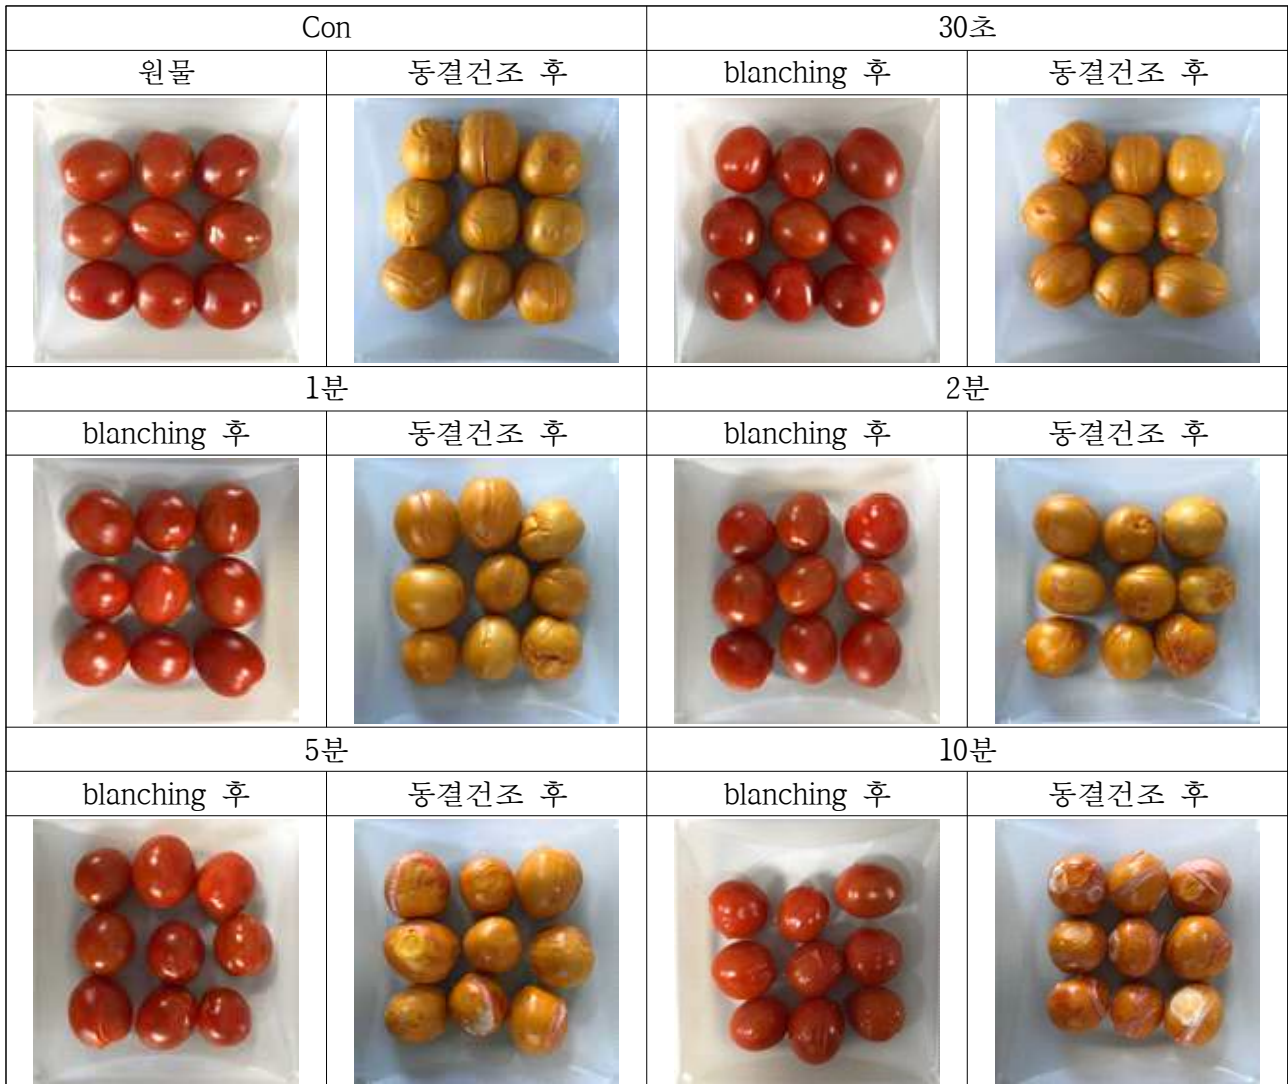 Con 30초
원물 동결건조 후 blanching 후 동결건조 후
1분 2분
blanching 후 동결건조 후 blanching 후 동결건조 후
5분 10분
blanching 후 동결건조 후 blanching 후 동결건조 후